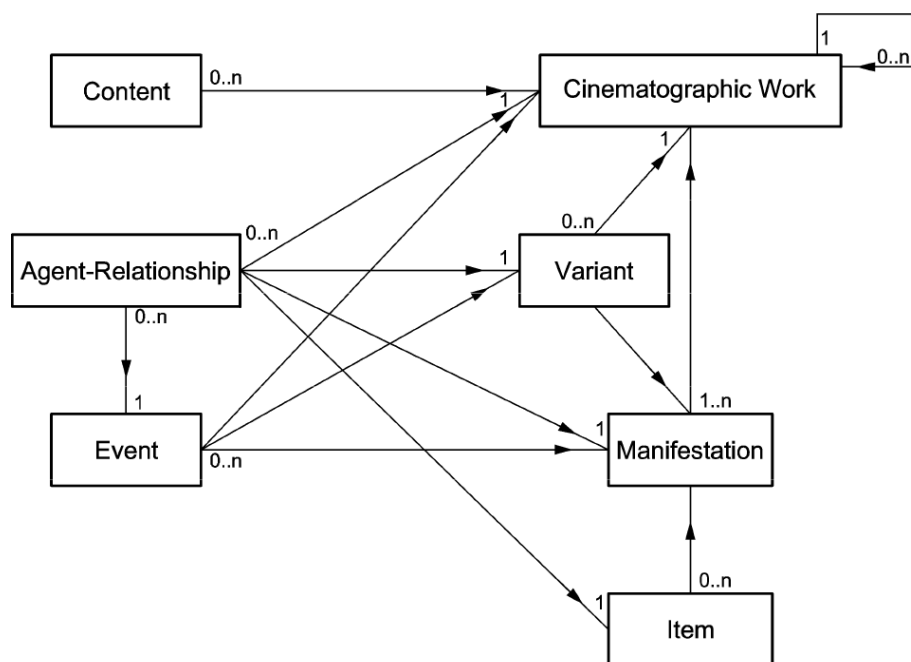 1
0..n
Cinematographic Work
0..n
Content
1
1
0..n
0..n
Agent-Relationship
1
Variant
0..n
1
1..n
Event
1
Manifestation
0..n
0..n
1
Item